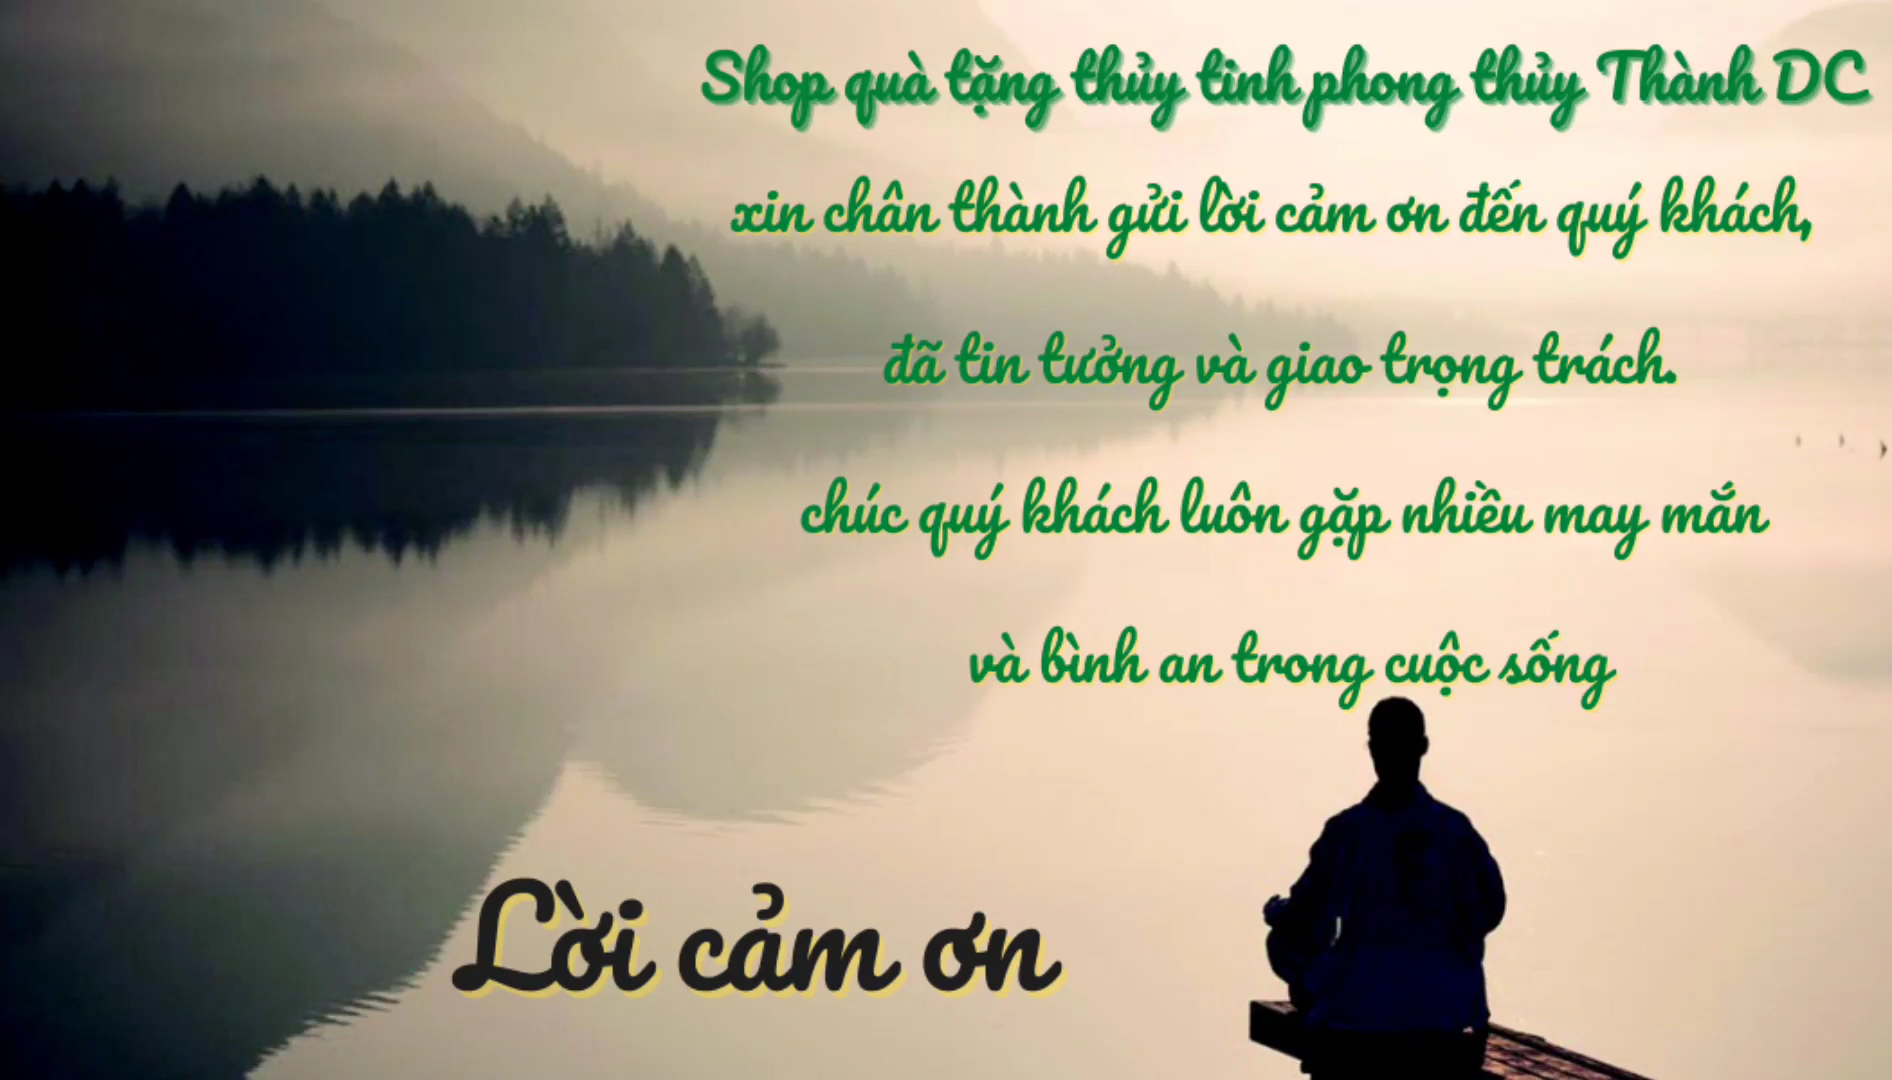 Shop quà tặng thủy tinh phong thủy Thành DC
xin chân thành gửi lời cảm ơn đến quý khách,
đã tin tưởng và giao trọng trách.
chúc quý khách luôn gặp nhiều may mắn
và bình an trong cuộc sống
Lời cảm ơn